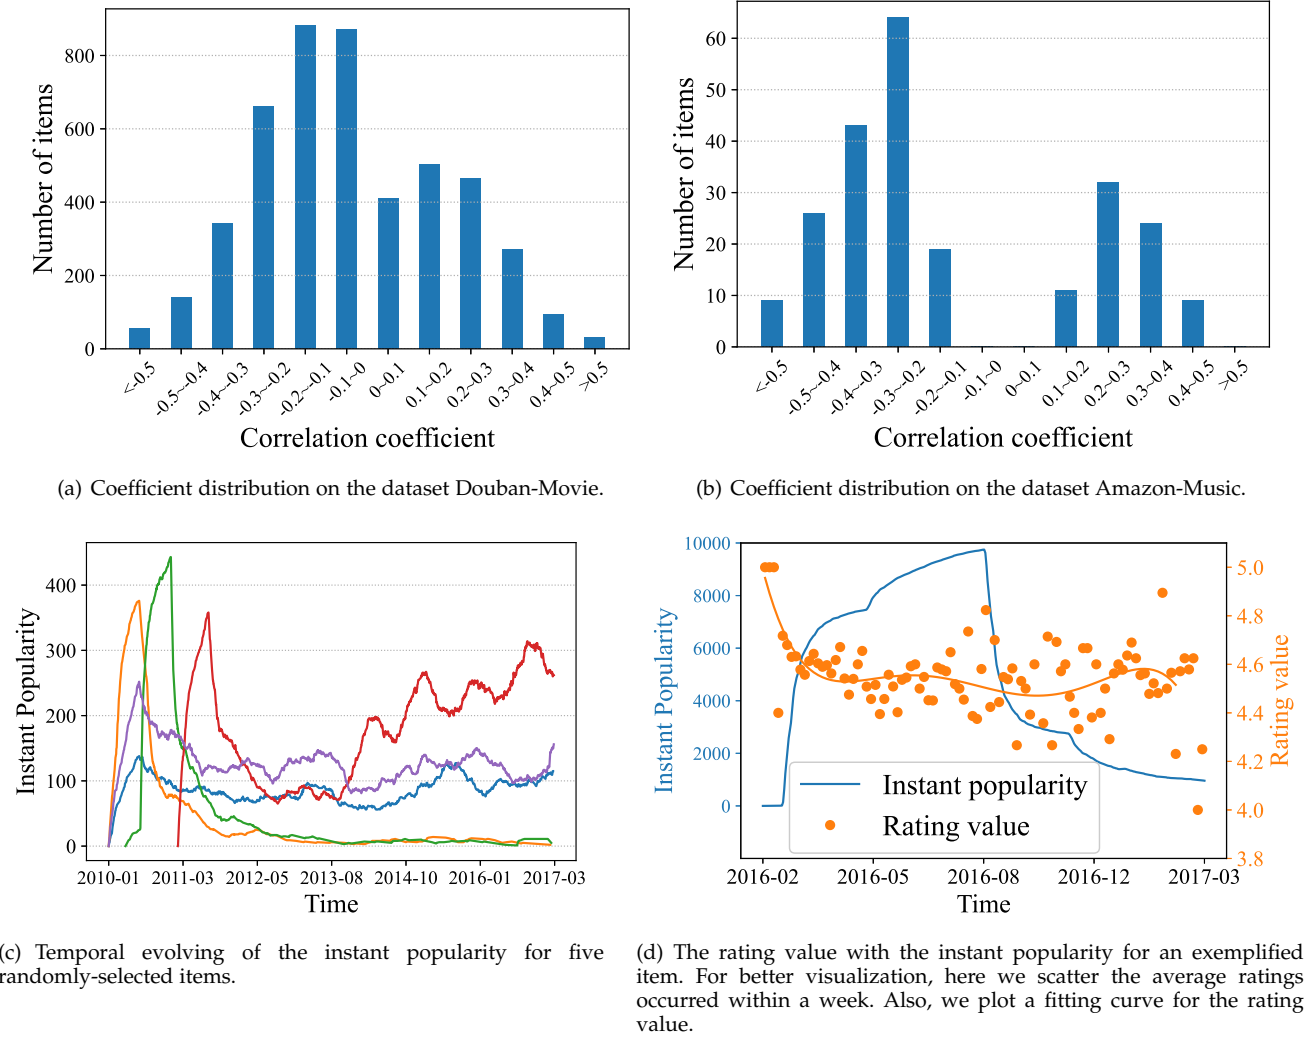 Number of items
800
600
400
200
0
<-0.5
-0.5~-0.4
-0.4~-0.3
-0.3~-0.2
-0.2~-0.1
-0.1~0
0~0.1
0.1~0.2
0.2~0.3
0.3~0.4
0.4~0.5
>0.5
Correlation coefficient
(a) Coefficient distribution on the dataset Douban-Movie.
Number of items
60
50
40
30
20
10
0
<-0.5
-0.5~-0.4
-0.4~-0.3
-0.3~-0.2
-0.2~-0.1
-0.1~0
0~0.1
0.1~0.2
0.2~0.3
0.3~0.4
0.4~0.5
>0.5
Correlation coefficient
(b) Coefficient distribution on the dataset Amazon-Music.
Instant Popularity
400
300
200
100
0
2010-01 2011-03 2012-05 2013-08 2014-10 2016-01 2017-03
Time
(c) Temporal evolving of the instant popularity for five
randomly-selected items.
Instant Popularity
10000
8000
6000
4000
2000
0
Instant popularity
Rating value
5.0
4.8
4.6
4.4
4.2
4.0
3.8
Rating value
2016-02 2016-05 2016-08 2016-12 2017-03
Time
(d) The rating value with the instant popularity for an exemplified
item. For better visualization, here we scatter the average ratings
occurred within a week. Also, we plot a fitting curve for the rating
value.